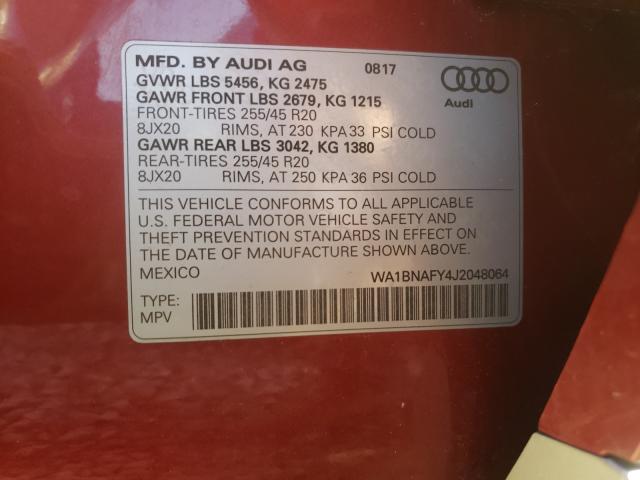 MFD. BY AUDI AG 0817
GVWR LBS 5456, KG 2475
GAWR FRONT LBS 2679, KG 1215
FRONT-TIRES 255/45 R20
8JX20 RIMS, AT 230 KPA 33 PSI COLD
GAWR REAR LBS 3042, KG 1380
REAR-TIRES 255/45 R20
8JX20 RIMS, AT 250 KPA 36 PSI COLD
Audi
THIS VEHICLE CONFORMS TO ALL APPLICABLE
U.S. FEDERAL MOTOR VEHICLE SAFETY AND
THEFT PREVENTION STANDARDS IN EFFECT ON
THE DATE OF MANUFACTURE SHOWN ABOVE.
MEXICO WA1BNAFY4J2048064
TYPE:
MPV